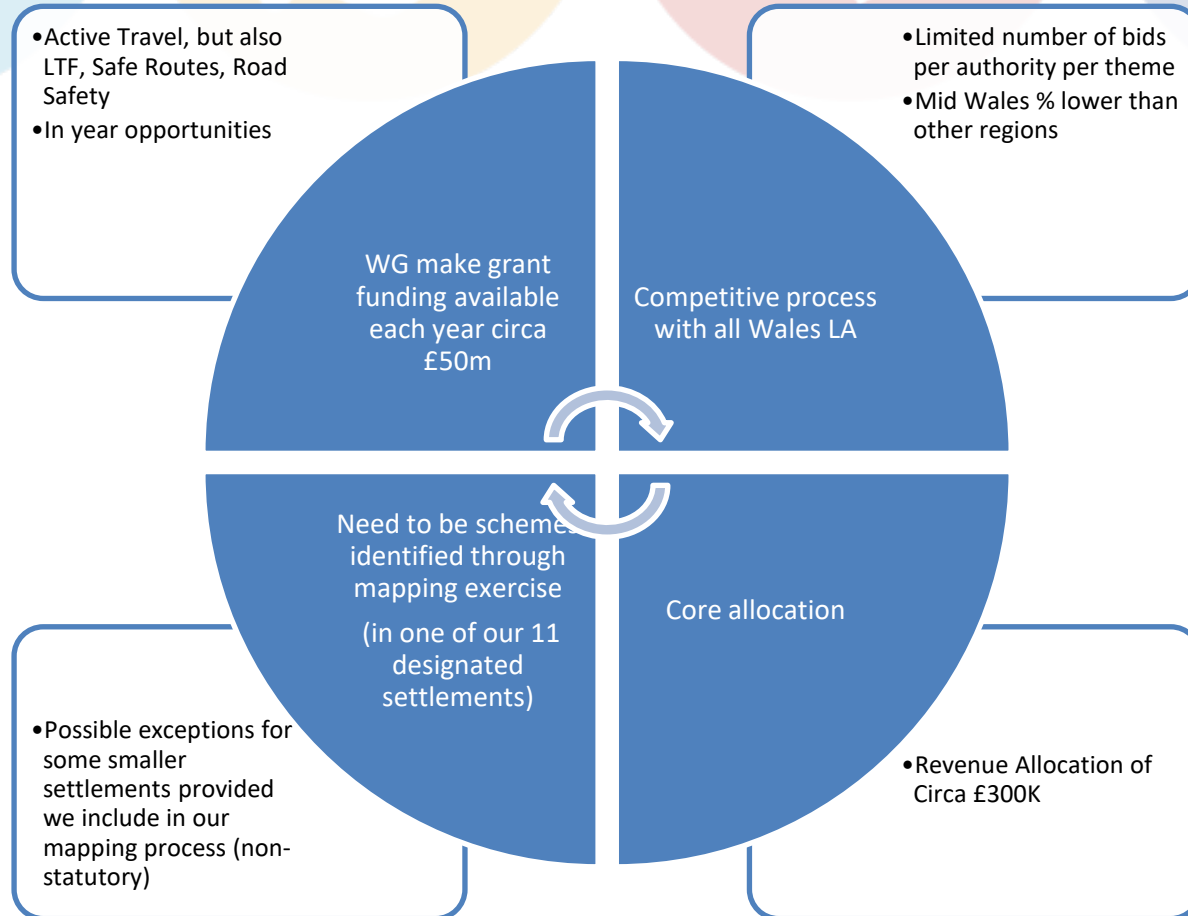 •Active Travel, but also
LTF, Safe Routes, Road
Safety
•In year opportunities
•Limited number of bids
per authority per theme
•Mid Wales % lower than
other regions
WG make grant
funding available
each year circa
£50m
Competitive process
with all Wales LA
Need to be schemes
identified through
mapping exercise
(in one of our 11
designated
settlements)
Core allocation
•Possible exceptions for
some smaller
settlements provided
we include in our
mapping process (non-
statutory)
•Revenue Allocation of
Circa £300K